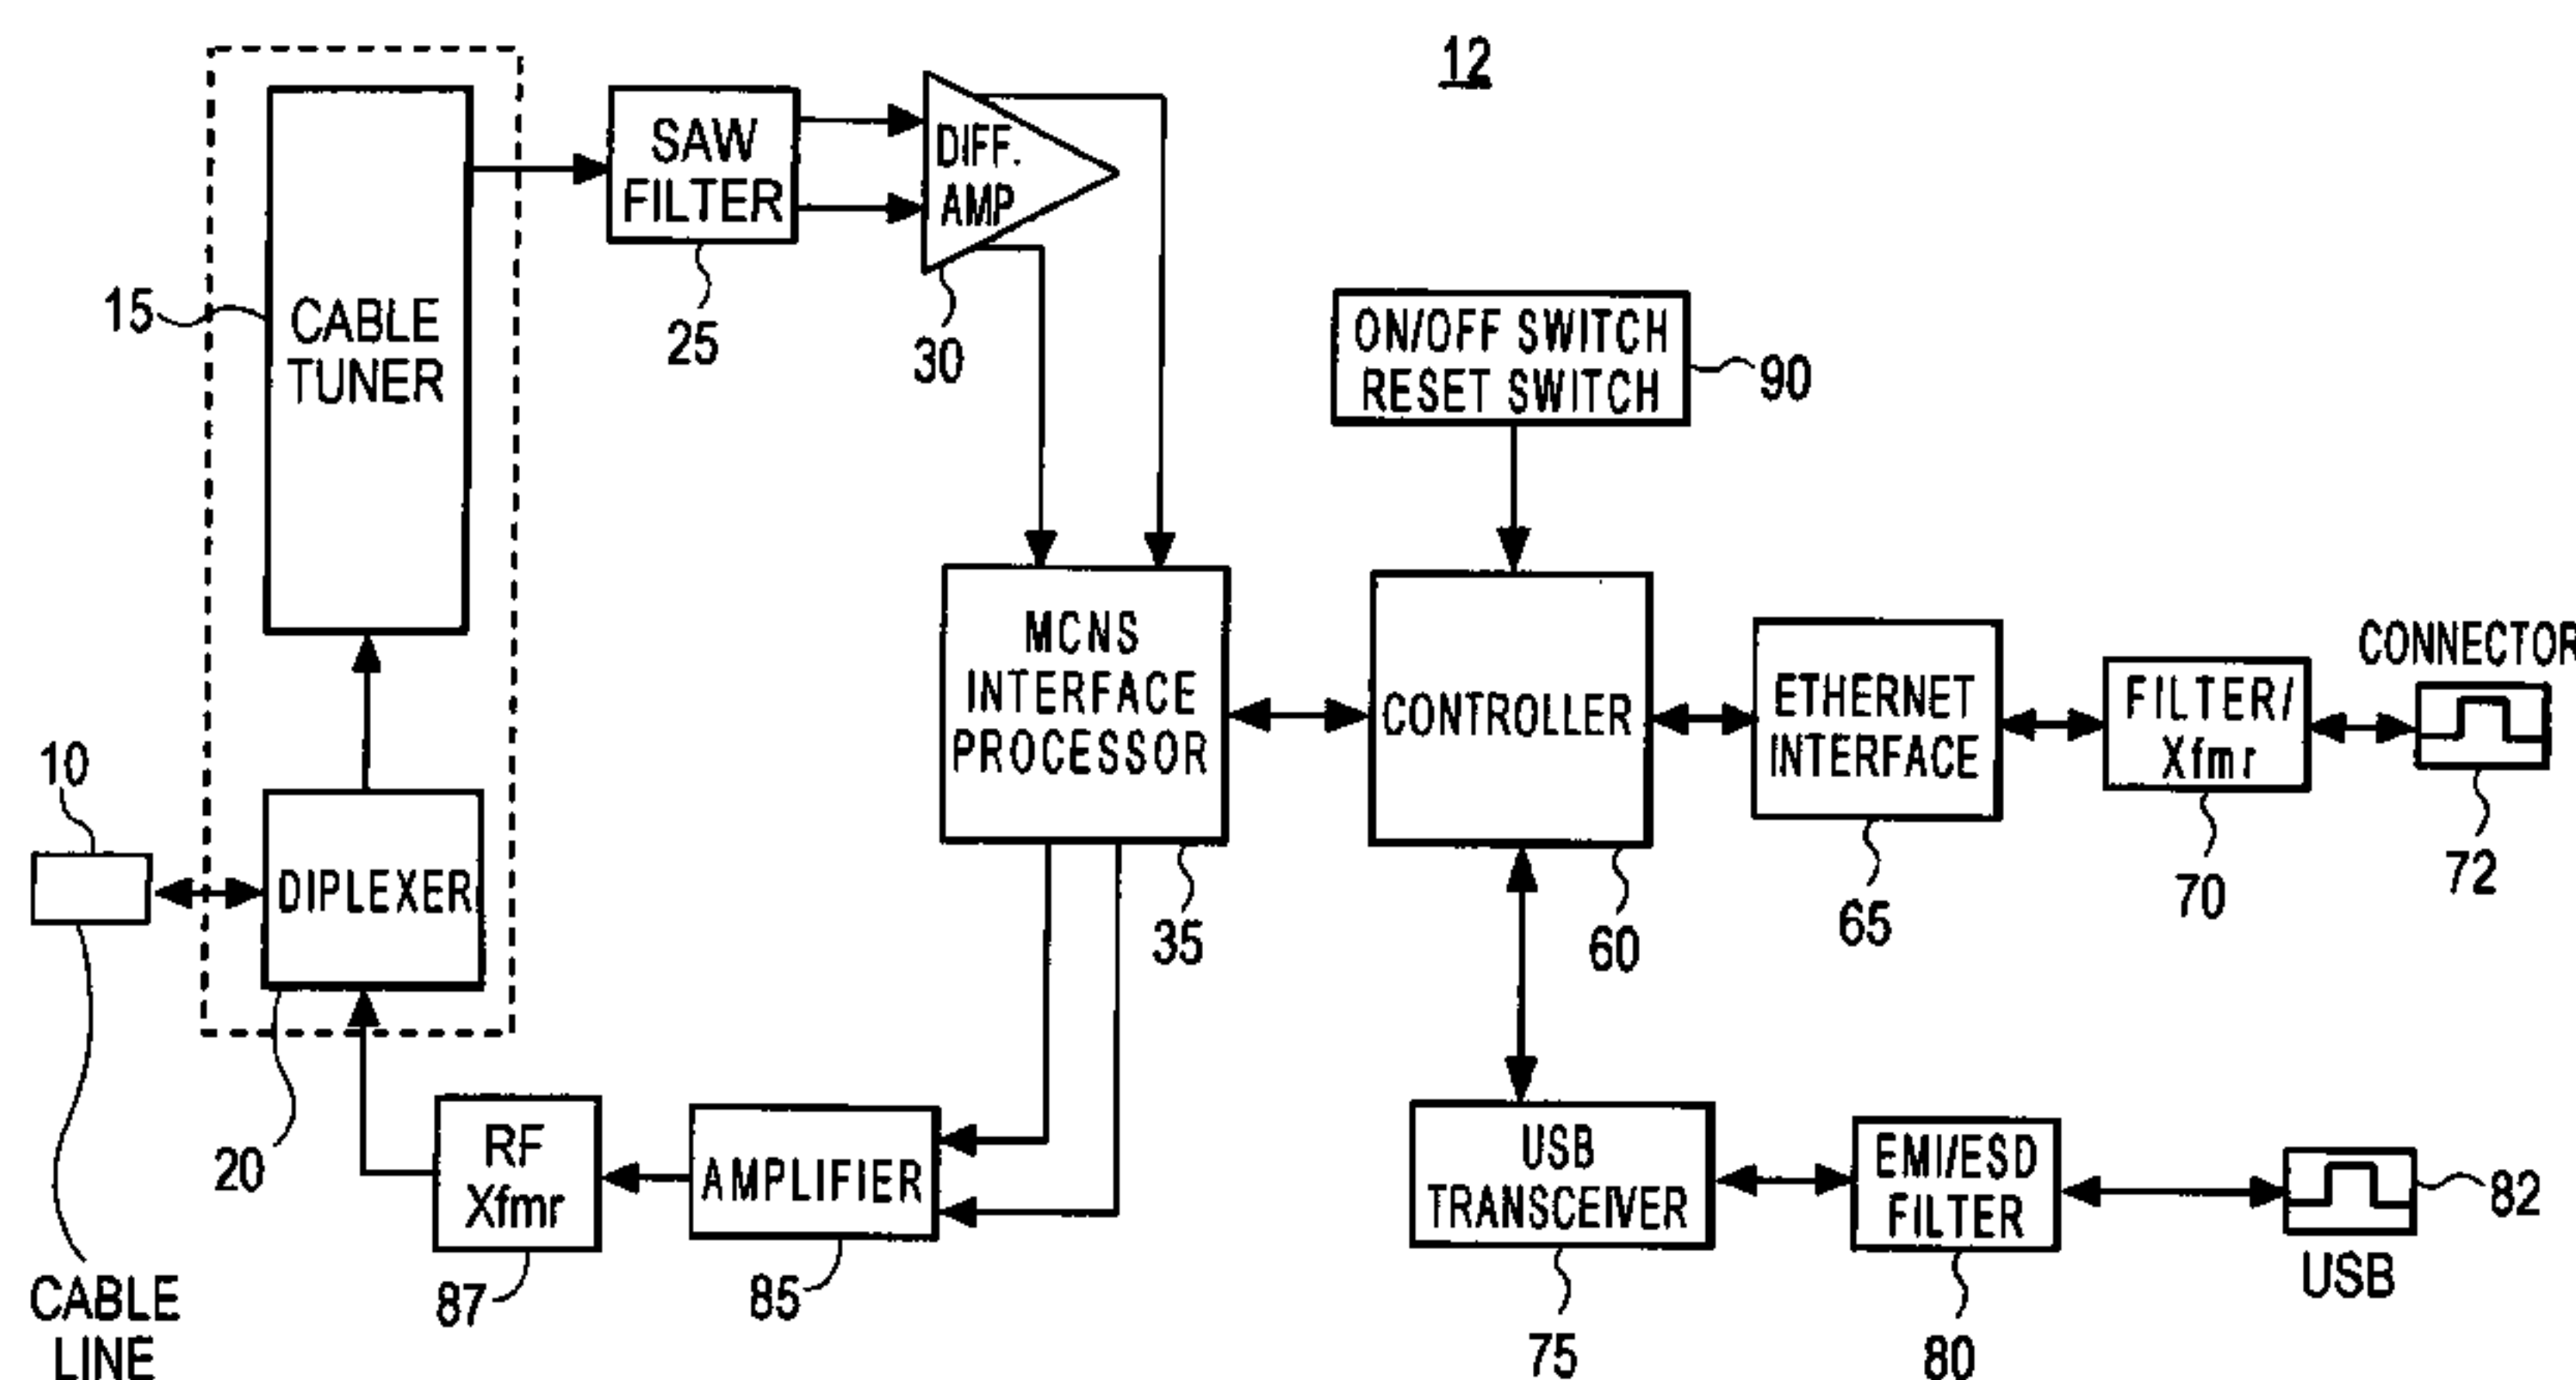 12
SAW
FILTER
DIFF.
AMP
15
CABLE
TUNER
25
30
ON/OFF SWITCH
RESET SWITCH
90
MCNS
INTERFACE
PROCESSOR
CONTROLLER
ETHERNET
INTERFACE
FILTER/
Xfmr
CONNECTOR
10
DIPLEXER
35
60
65
70
72
20
RF
Xfmr
AMPLIFIER
USB
TRANSCEIVER
EMI/ESD
FILTER
82
USB
CABLE
LINE
87
85
75
80